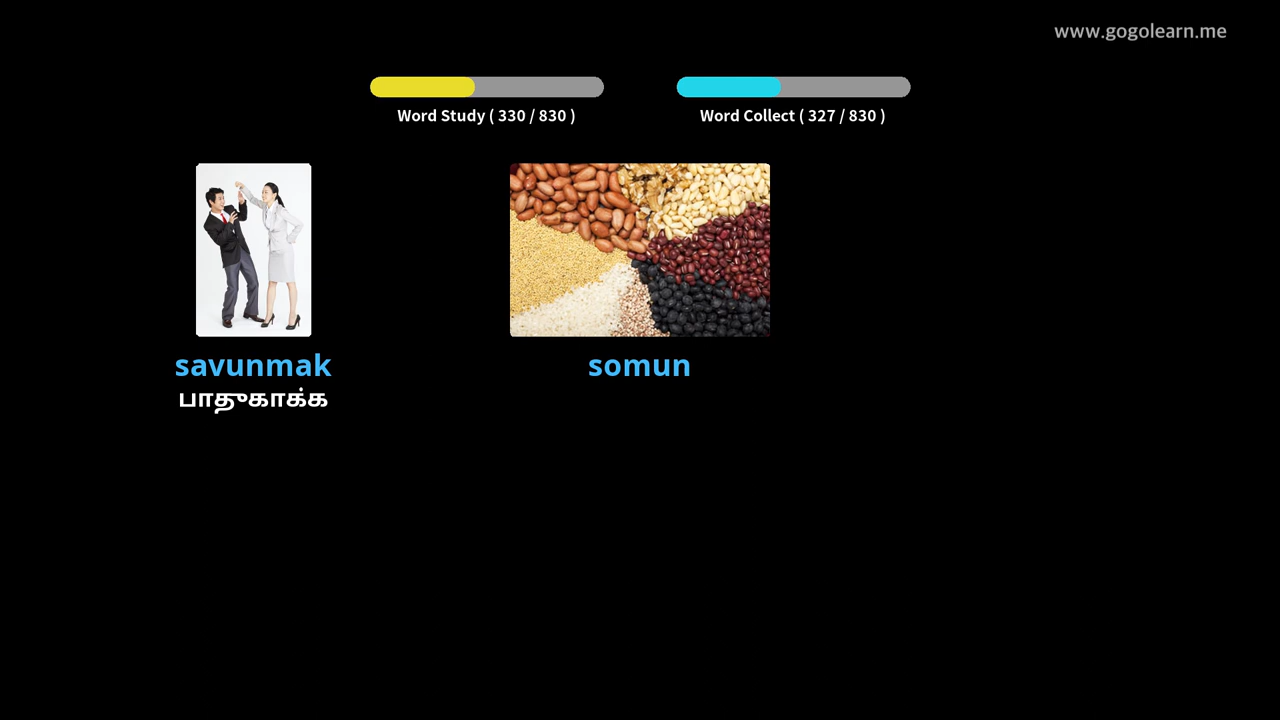 www.gogolearn.me
Word Study ( 330 / 830 )
Word Collect ( 327 / 830 )
savunmak
somun
பாதுகாக்க